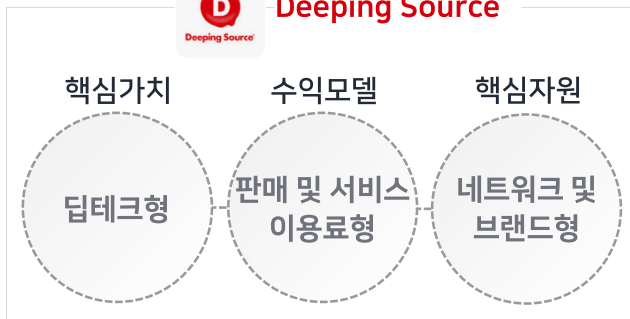 Deeping Source
D
Deeping Source
핵심가치
수익모델
핵심자원
딥테크형
판매 및 서비스
이용료형
네트워크 및
브랜드형